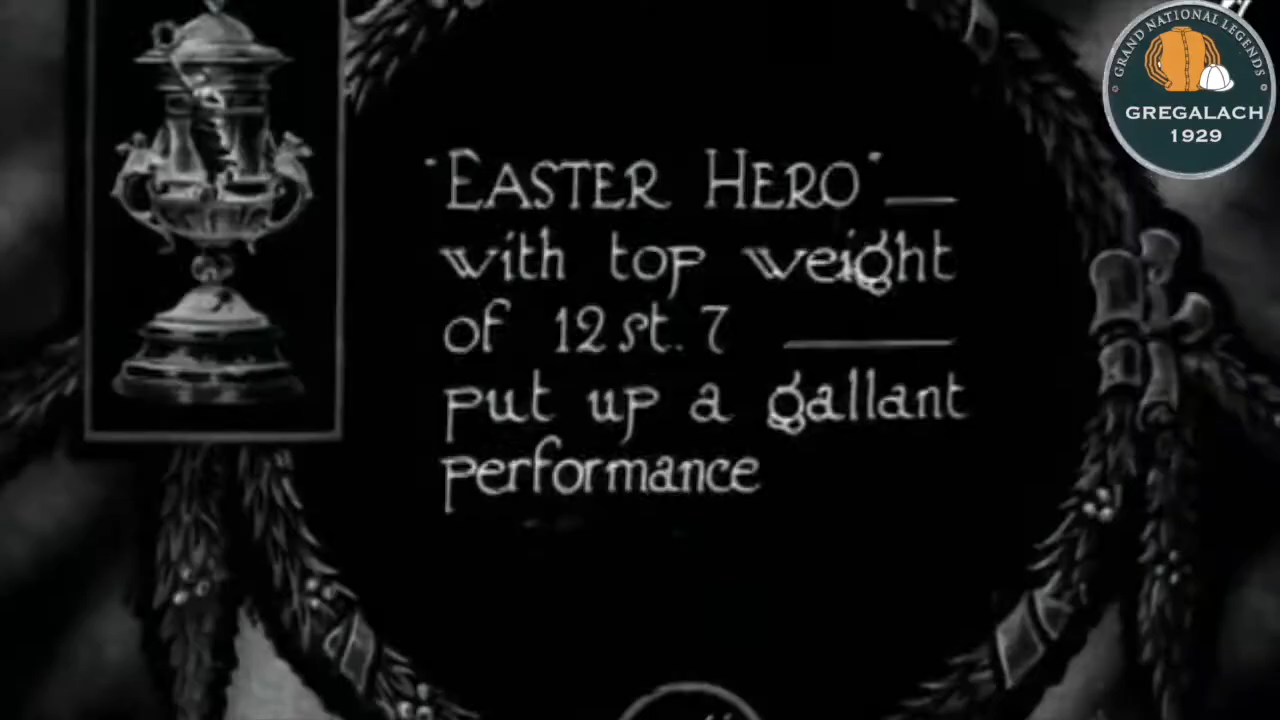 "EASTER HERO" —
with top weight
of 12 st. 7 —
put up a gallant
performance
GRAND NATIONAL LEGENDS
GREGALACH
1929